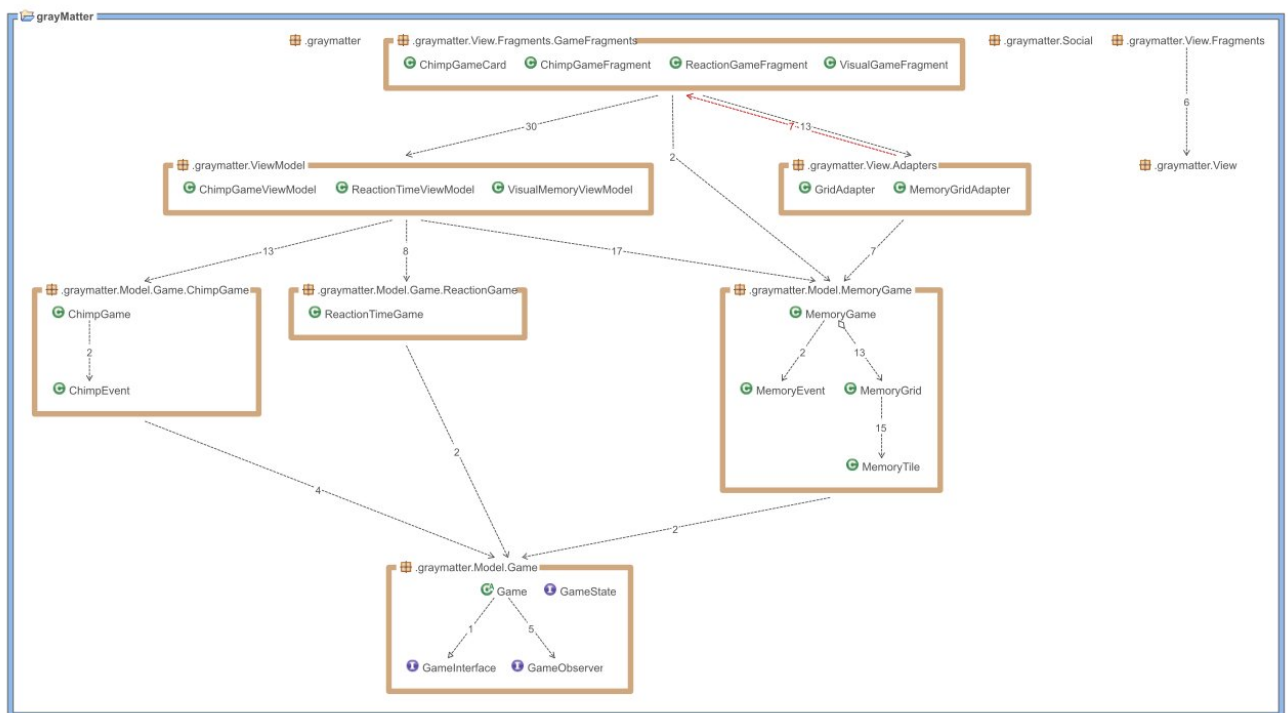 grayMatter
.graymatter
.graymatter.View.Fragments.GameFragments
.graymatter.Social
.graymatter.View.Fragments
ChimpGameCard
ChimpGameFragment
ReactionGameFragment
VisualGameFragment
6
30
7
13
2
.graymatter.ViewModel
.graymatter.View.Adapters
.graymatter.View
ChimpGameViewModel
ReactionTimeViewModel
VisualMemoryViewModel
GridAdapter
MemoryGridAdapter
13
8
17
7
.graymatter.Model.Game.ChimpGame
.graymatter.Model.Game.ReactionGame
.graymatter.Model.MemoryGame
ChimpGame
ReactionTimeGame
MemoryGame
2
2
13
ChimpEvent
MemoryEvent
MemoryGrid
15
2
MemoryTile
4
2
.graymatter.Model.Game
Game
GameState
1
5
GameInterface
GameObserver